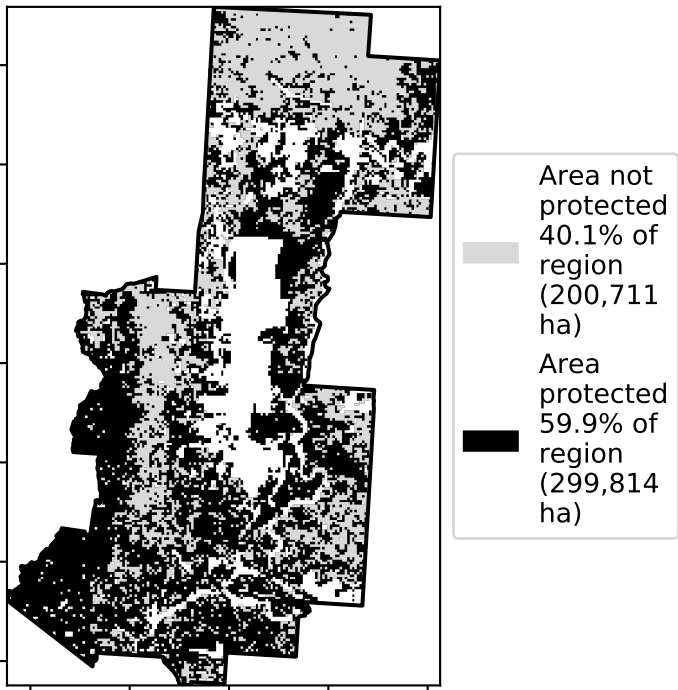 Area not
protected
40.1% of
region
(200,711
ha)
Area
protected
59.9% of
region
(299,814
ha)